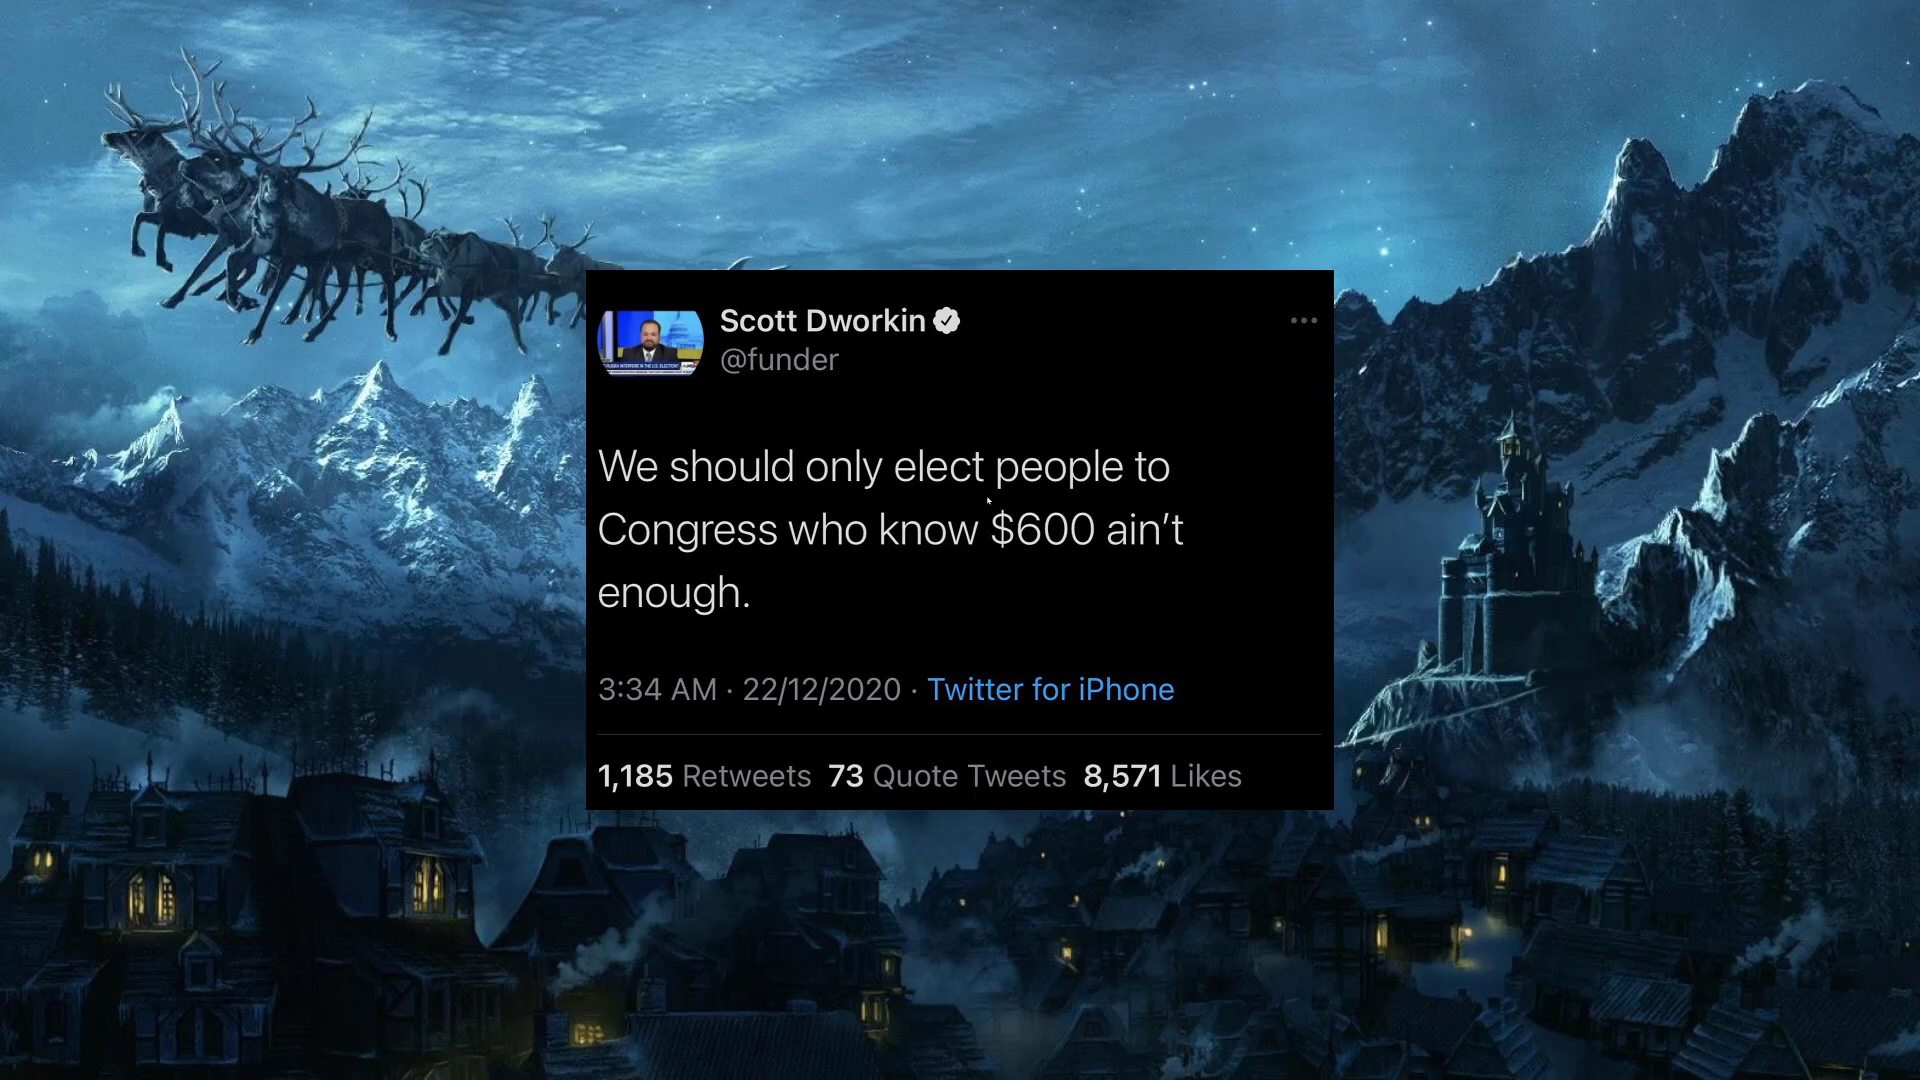 Scott Dworkin
@funder
We should only elect people to
Congress who know $600 ain’t
enough.
3:34 AM · 22/12/2020 · Twitter for iPhone
1,185 Retweets 73 Quote Tweets 8,571 Likes